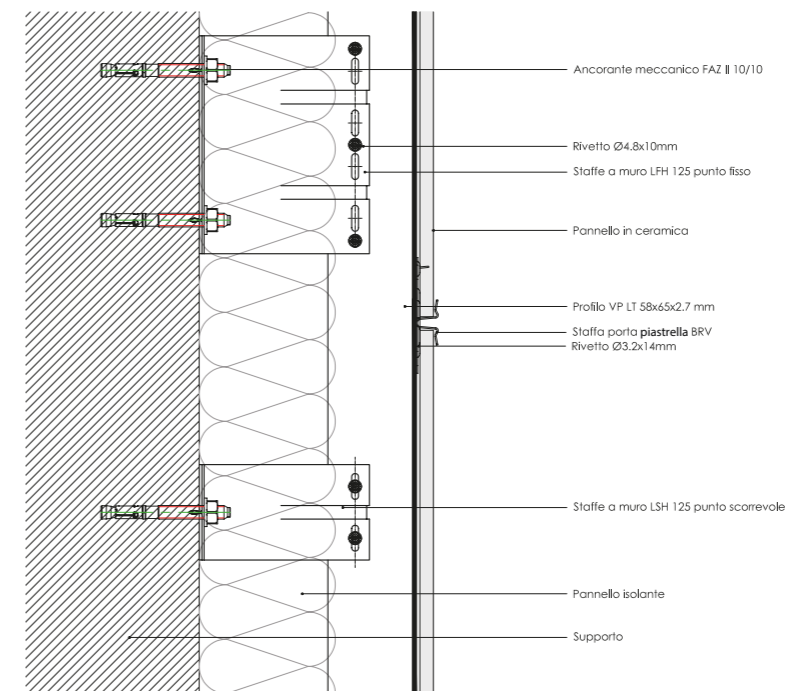 Ancorante meccanico FAZ II 10/10
Rivetto Ø4.8x10mm
Staffe a muro LFH 125 punto fisso
Pannello in ceramica
Profilo VP LT 58x65x2.7 mm
Staffa porta piastrella BRV
Rivetto Ø3.2x14mm
Staffe a muro LSH 125 punto scorrevole
Pannello isolante
Supporto